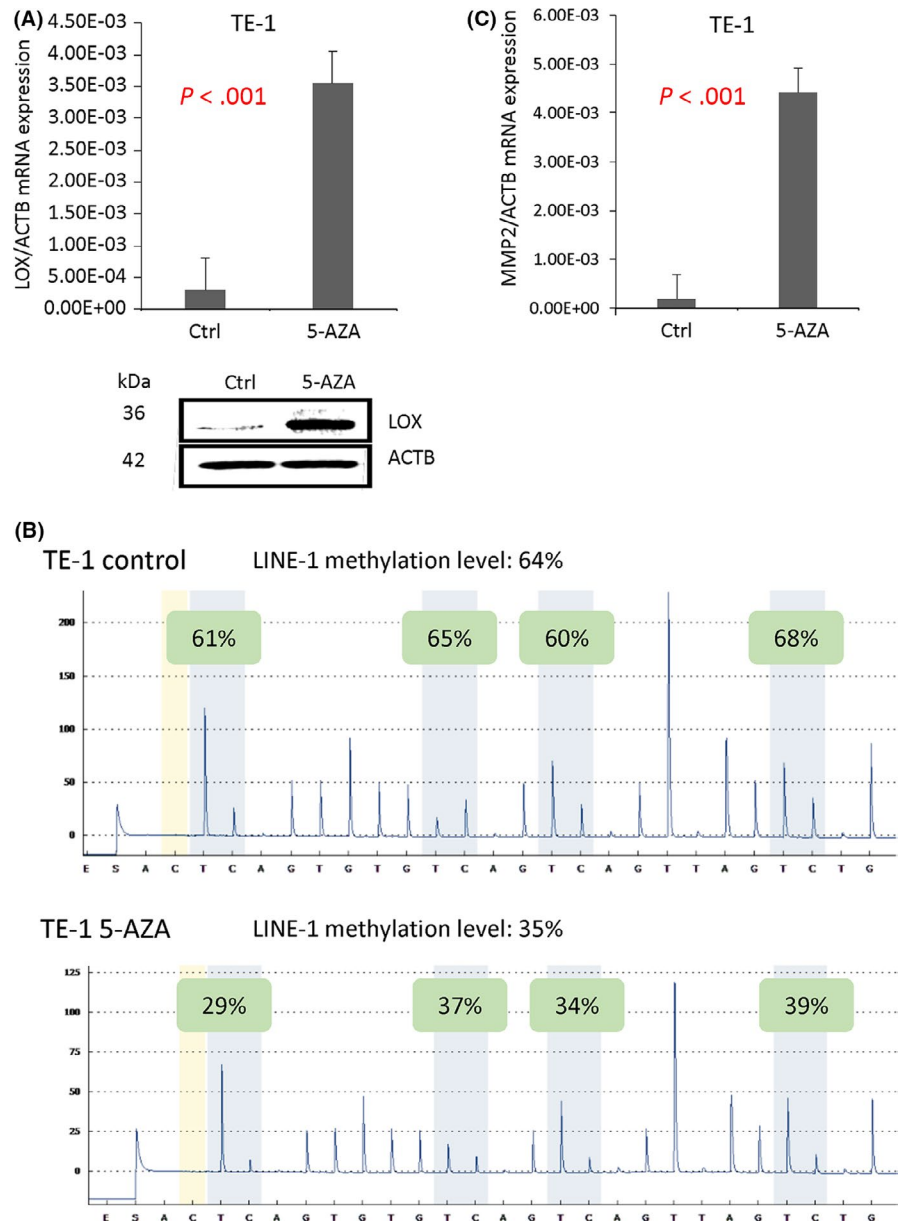 (A)
TE-1
LOX/ACTB mRNA expression
4.50E-03
4.00E-03
3.50E-03
3.00E-03
2.50E-03
2.00E-03
1.50E-03
1.00E-03
5.00E-04
0.00E+00
P < .001
Ctrl
5-AZA
kDa
Ctrl
5-AZA
36
LOX
42
ACTB
(C)
TE-1
MMP2/ACTB mRNA expression
6.00E-03
5.00E-03
4.00E-03
6.00E-03
1.00E-03
0.00E+00
P < .001
Ctrl
5-AZA
(B)
TE-1 control
LINE-1 methylation level: 64%
61%
65%
60%
68%
200
150
100
50
0
E S A C T C A G T G T G T C A G T C A G T T A G T C T G
TE-1 5-AZA
LINE-1 methylation level: 35%
29%
37%
34%
39%
125
100
75
50
25
0
E S A C T C A G T G T G T C A G T C A G T T A G T C T G